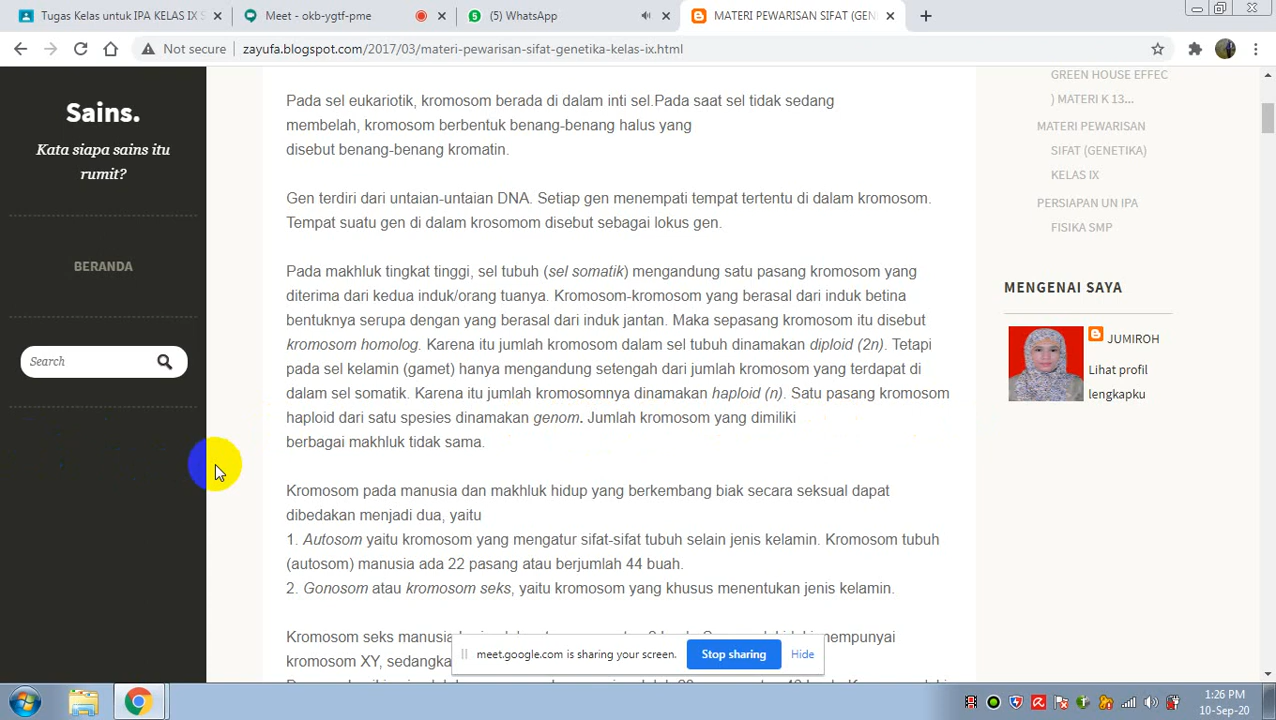 Tugas Kelas untuk IPA KELAS IX S
Meet - okb-ygtf-pme
(5) WhatsApp
MATERI PEWARISAN SIFAT (GEN
Not secure
zayufa.blogspot.com/2017/03/materi-pewarisan-sifat-genetika-kelas-ix.html
Sains.
Kata siapa sains itu
rumit?
BERANDA
Search
Pada sel eukariotik, kromosom berada di dalam inti sel.Pada saat sel tidak sedang
membelah, kromosom berbentuk benang-benang halus yang
disebut benang-benang kromatin.
Gen terdiri dari untaian-untaian DNA. Setiap gen menempati tempat tertentu di dalam kromosom.
Tempat suatu gen di dalam krosomom disebut sebagai lokus gen.
Pada makhluk tingkat tinggi, sel tubuh (sel somatik) mengandung satu pasang kromosom yang
diterima dari kedua induk/orang tuanya. Kromosom-kromosom yang berasal dari induk betina
bentuknya serupa dengan yang berasal dari induk jantan. Maka sepasang kromosom itu disebut
kromosom homolog. Karena itu jumlah kromosom dalam sel tubuh dinamakan diploid (2n). Tetapi
pada sel kelamin (gamet) hanya mengandung setengah dari jumlah kromosom yang terdapat di
dalam sel somatik. Karena itu jumlah kromosomnya dinamakan haploid (n). Satu pasang kromosom
haploid dari satu spesies dinamakan genom. Jumlah kromosom yang dimiliki
berbagai makhluk tidak sama.
Kromosom pada manusia dan makhluk hidup yang berkembang biak secara seksual dapat
dibedakan menjadi dua, yaitu
1. Autosom yaitu kromosom yang mengatur sifat-sifat tubuh selain jenis kelamin. Kromosom tubuh
(autosom) manusia ada 22 pasang atau berjumlah 44 buah.
2. Gonosom atau kromosom seks, yaitu kromosom yang khusus menentukan jenis kelamin.
Kromosom seks manusia
mempunyai
kromosom XY, sedangka
GREEN HOUSE EFFEC
) MATERI K 13...
MATERI PEWARISAN
SIFAT (GENETIKA)
KELAS IX
PERSIAPAN UN IPA
FISIKA SMP
MENGENAI SAYA
JUMIROH
Lihat profil
lengkapku
meet.google.com is sharing your screen.
Stop sharing
Hide
1:26 PM
10-Sep-20